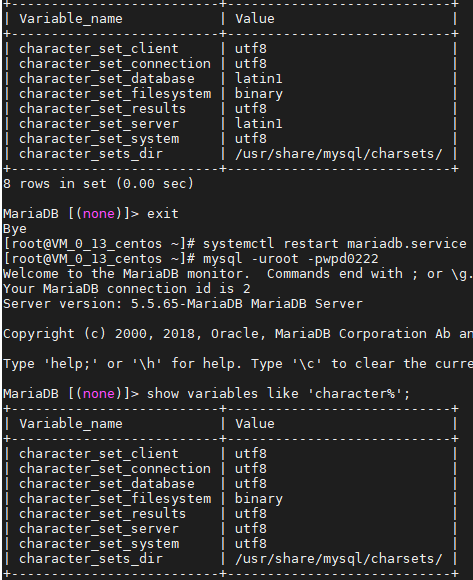 +--------------------------+----------------------------+
| Variable_name            | Value                      |
+--------------------------+----------------------------+
| character_set_client     | utf8                       |
| character_set_connection | utf8                       |
| character_set_database   | latin1                     |
| character_set_filesystem | binary                     |
| character_set_results    | utf8                       |
| character_set_server     | latin1                     |
| character_set_system     | utf8                       |
| character_sets_dir       | /usr/share/mysql/charsets/ |
+--------------------------+----------------------------+
8 rows in set (0.00 sec)
MariaDB [(none)]> exit
Bye
[root@VM_0_13_centos ~]# systemctl restart mariadb.service
[root@VM_0_13_centos ~]# mysql -uroot -pwpd0222
Welcome to the MariaDB monitor.  Commands end with ; or \g.
Your MariaDB connection id is 2
Server version: 5.5.65-MariaDB MariaDB Server
Copyright (c) 2000, 2018, Oracle, MariaDB Corporation Ab an
Type 'help;' or '\h' for help. Type '\c' to clear the curre
MariaDB [(none)]> show variables like 'character%';
+--------------------------+----------------------------+
| Variable_name            | Value                      |
+--------------------------+----------------------------+
| character_set_client     | utf8                       |
| character_set_connection | utf8                       |
| character_set_database   | utf8                       |
| character_set_filesystem | binary                     |
| character_set_results    | utf8                       |
| character_set_server     | utf8                       |
| character_set_system     | utf8                       |
| character_sets_dir       | /usr/share/mysql/charsets/ |
+--------------------------+----------------------------+